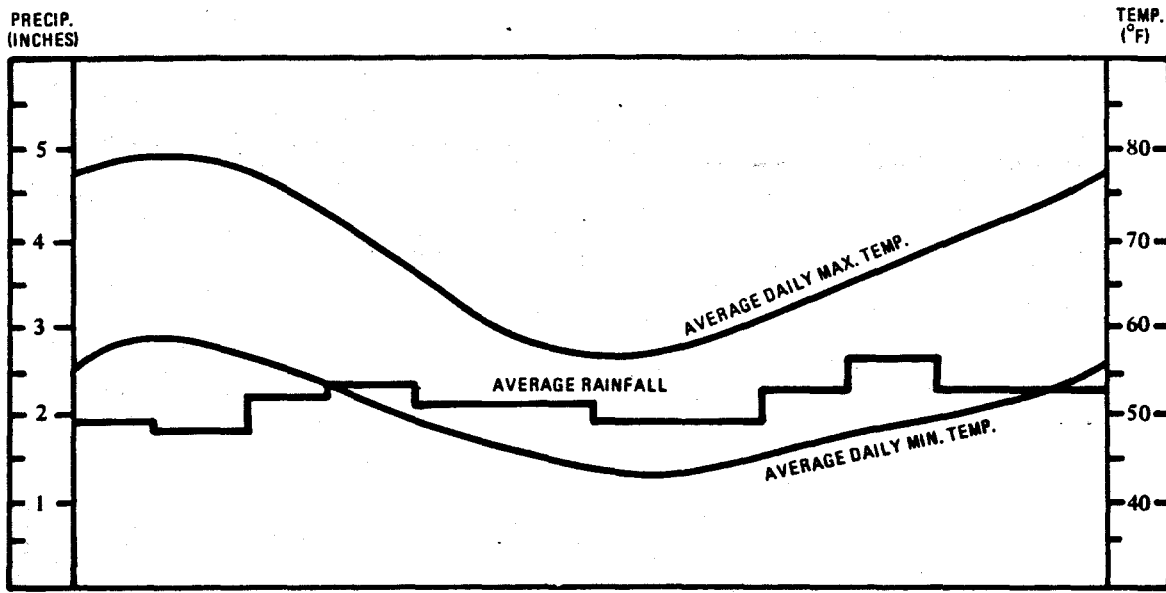 PRECIP.
(INCHES)
TEMP.
(°F)
5
4
3
2
1
80
70
60
50
40
AVERAGE DAILY MAX. TEMP.
AVERAGE RAINFALL
AVERAGE DAILY MIN. TEMP.